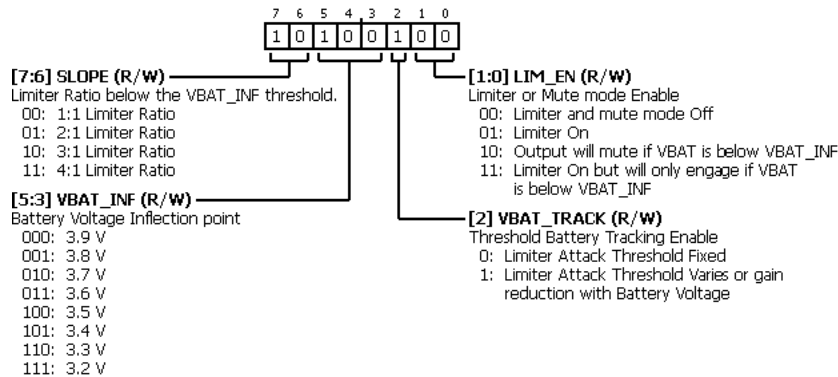 7 6 5 4 3 2 1 0
1 0 1 0 0 1 0 0
[7:6] SLOPE (R/W)
Limiter Ratio below the VBAT_INF threshold.
00: 1:1 Limiter Ratio
01: 2:1 Limiter Ratio
10: 3:1 Limiter Ratio
11: 4:1 Limiter Ratio
[5:3] VBAT_INF (R/W)
Battery Voltage Inflection point
000: 3.9 V
001: 3.8 V
010: 3.7 V
011: 3.6 V
100: 3.5 V
101: 3.4 V
110: 3.3 V
111: 3.2 V
[1:0] LIM_EN (R/W)
Limiter or Mute mode Enable
00: Limiter and mute mode Off
01: Limiter On
10: Output will mute if VBAT is below VBAT_INF
11: Limiter On but will only engage if VBAT
is below VBAT_INF
[2] VBAT_TRACK (R/W)
Threshold Battery Tracking Enable
0: Limiter Attack Threshold Fixed
1: Limiter Attack Threshold Varies or gain
reduction with Battery Voltage